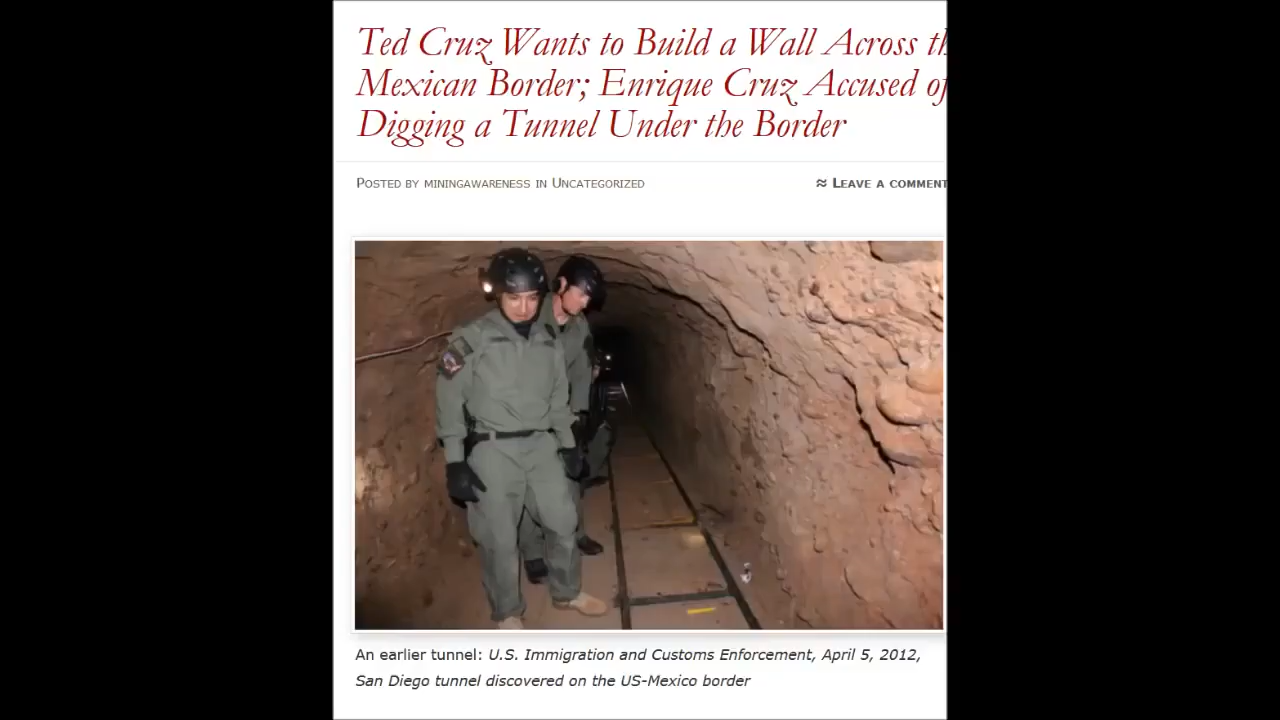 Ted Cruz Wants to Build a Wall Across
Mexican Border; Enrique Cruz Accused of
Digging a Tunnel Under the Border
Posted by miningawareness in Uncategorized
≈ Leave a comment
An earlier tunnel: U.S. Immigration and Customs Enforcement, April 5, 2012,
San Diego tunnel discovered on the US-Mexico border